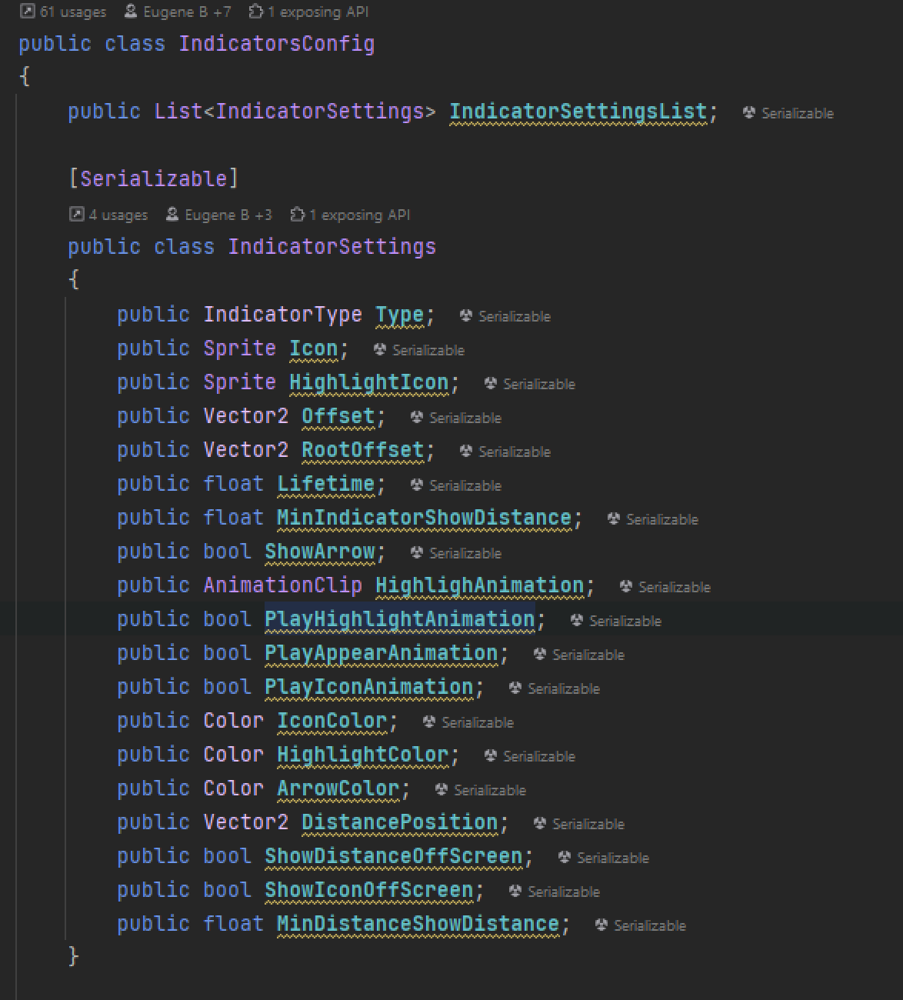 61 usages Eugene B +7 1 exposing API
public class IndicatorsConfig
{
public List<IndicatorSettings> IndicatorSettingsList; Serializable
[Serializable]
4 usages Eugene B +3 1 exposing API
public class IndicatorSettings
{
public IndicatorType Type; Serializable
public Sprite Icon; Serializable
public Sprite HighlightIcon; Serializable
public Vector2 Offset; Serializable
public Vector2 RootOffset; Serializable
public float Lifetime; Serializable
public float MinIndicatorShowDistance; Serializable
public bool ShowArrow; Serializable
public AnimationClip HighlighAnimation; Serializable
public bool PlayHighlightAnimation; Serializable
public bool PlayAppearAnimation; Serializable
public bool PlayIconAnimation; Serializable
public Color IconColor; Serializable
public Color HighlightColor; Serializable
public Color ArrowColor; Serializable
public Vector2 DistancePosition; Serializable
public bool ShowDistanceOffScreen; Serializable
public bool ShowIconOffScreen; Serializable
public float MinDistanceShowDistance; Serializable
}